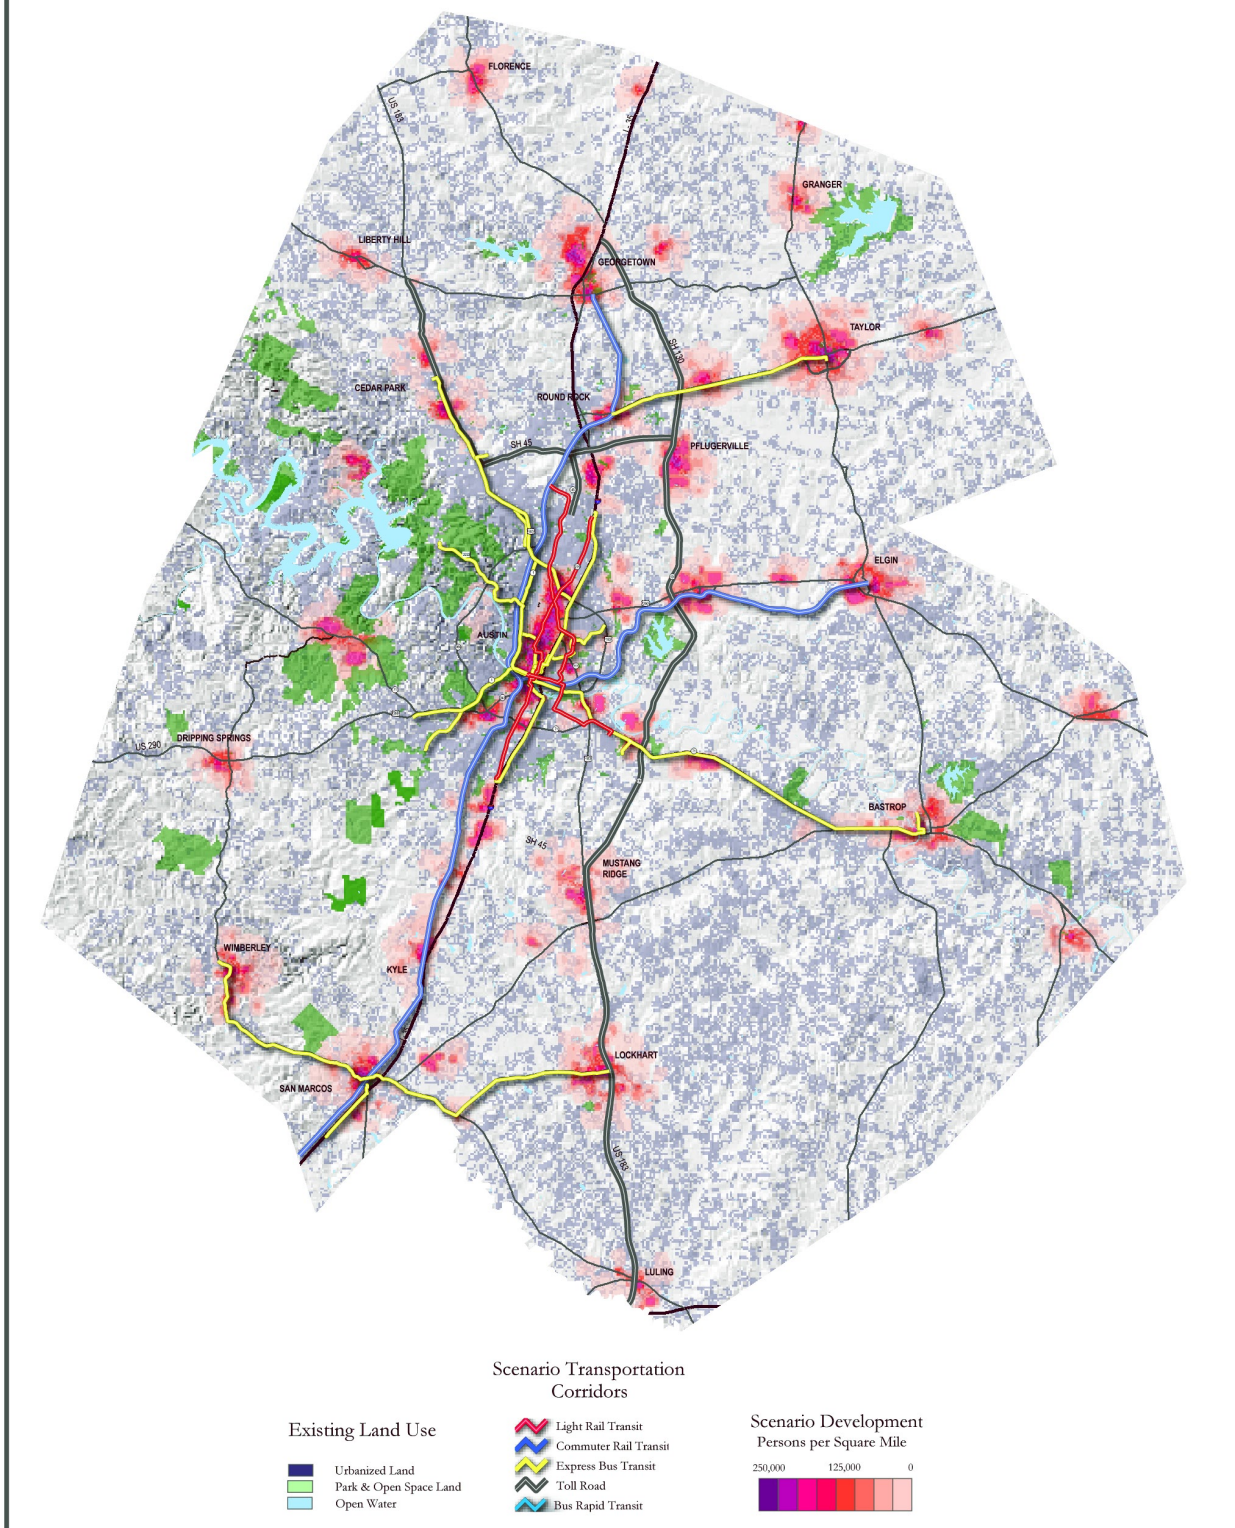 FLORENCE
US 183
I - 35
GRANGER
LIBERTY HILL
GEORGETOWN
TAYLOR
SH 130
CEDAR PARK
ROUND ROCK
SH 45
PFLUGERVILLE
ELGIN
AUSTIN
DRIPPING SPRINGS
US 290
BASTROP
SH 45
MUSTANG
RIDGE
WIMBERLEY
KYLE
LOCKHART
SAN MARCOS
US 183
LULING
Scenario Transportation
Corridors
Light Rail Transit
Commuter Rail Transit
Express Bus Transit
Toll Road
Bus Rapid Transit
Existing Land Use
Urbanized Land
Park & Open Space Land
Open Water
Scenario Development
Persons per Square Mile
250,000 125,000 0